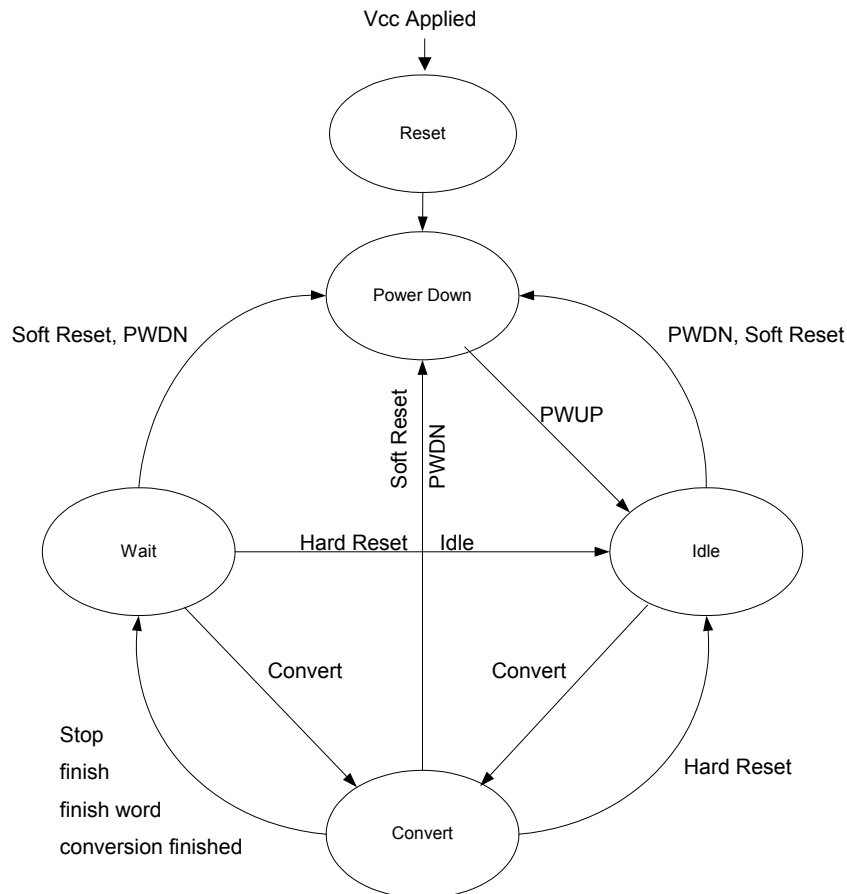 Vcc Applied
Reset
Power Down
Soft Reset, PWDN
PWDN, Soft Reset
Soft Reset
PWDN
PWUP
Wait
Hard Reset
Idle
Idle
Convert
Convert
Stop
finish
finish word
conversion finished
Hard Reset
Convert